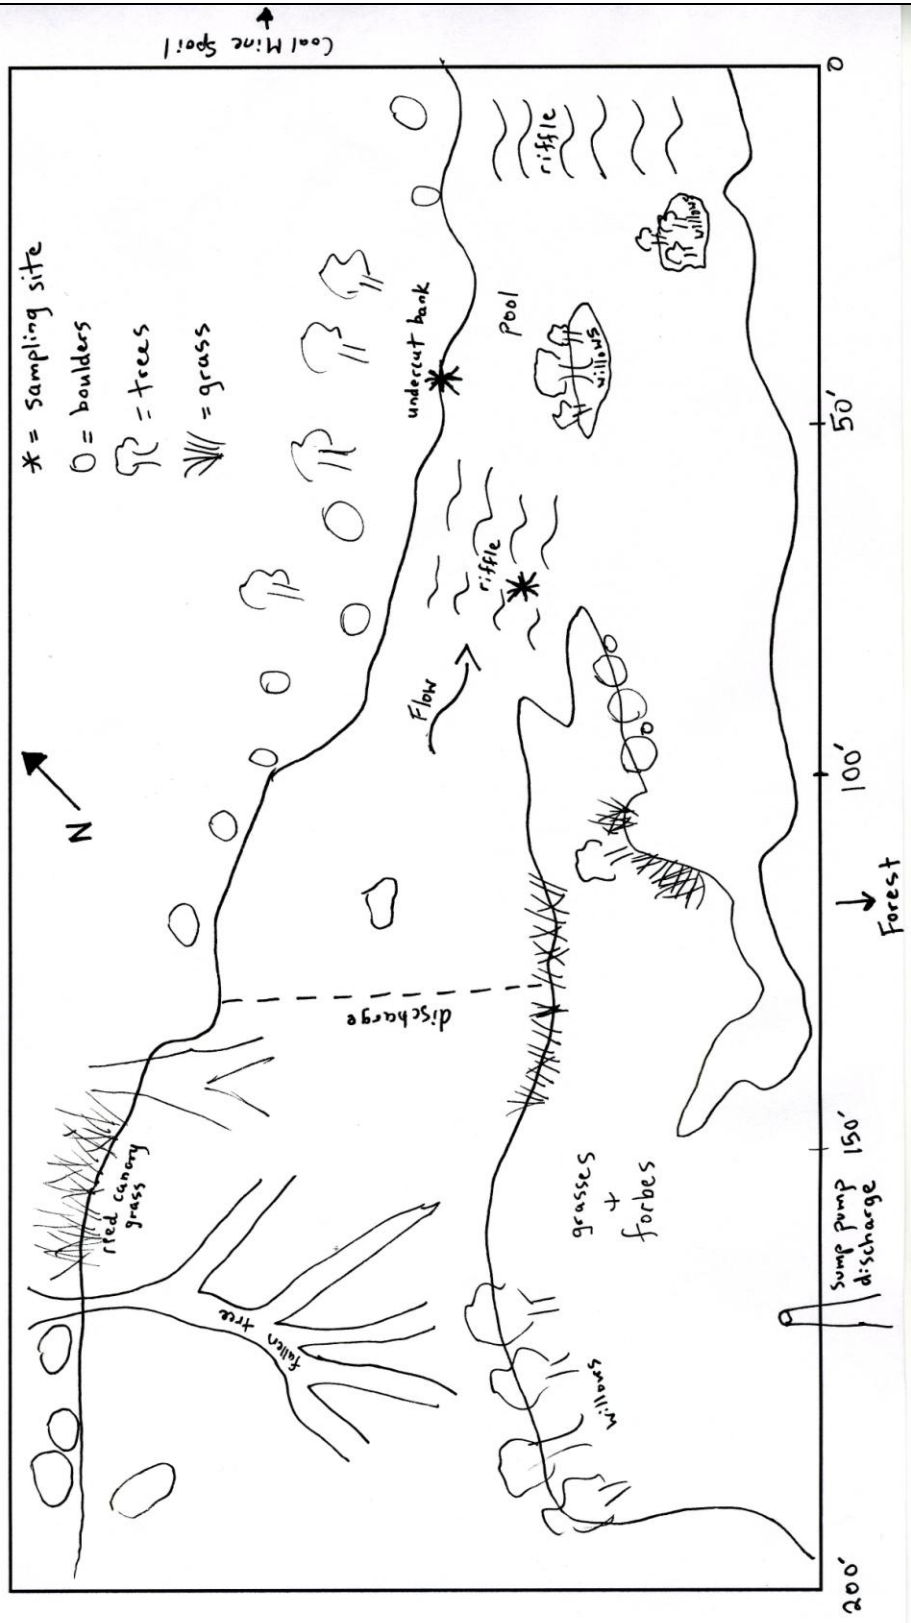 Coal Mine Spoil
* = sampling site
O = boulders
= trees
= grass
0
50'
100'
150'
200'
riffle
willows
pool
willows
undercut bank
riffle
Flow
N
Forest
discharge
reed canary
grass
grasses
+
forbes
sump pump
discharge
fallen tree
willows